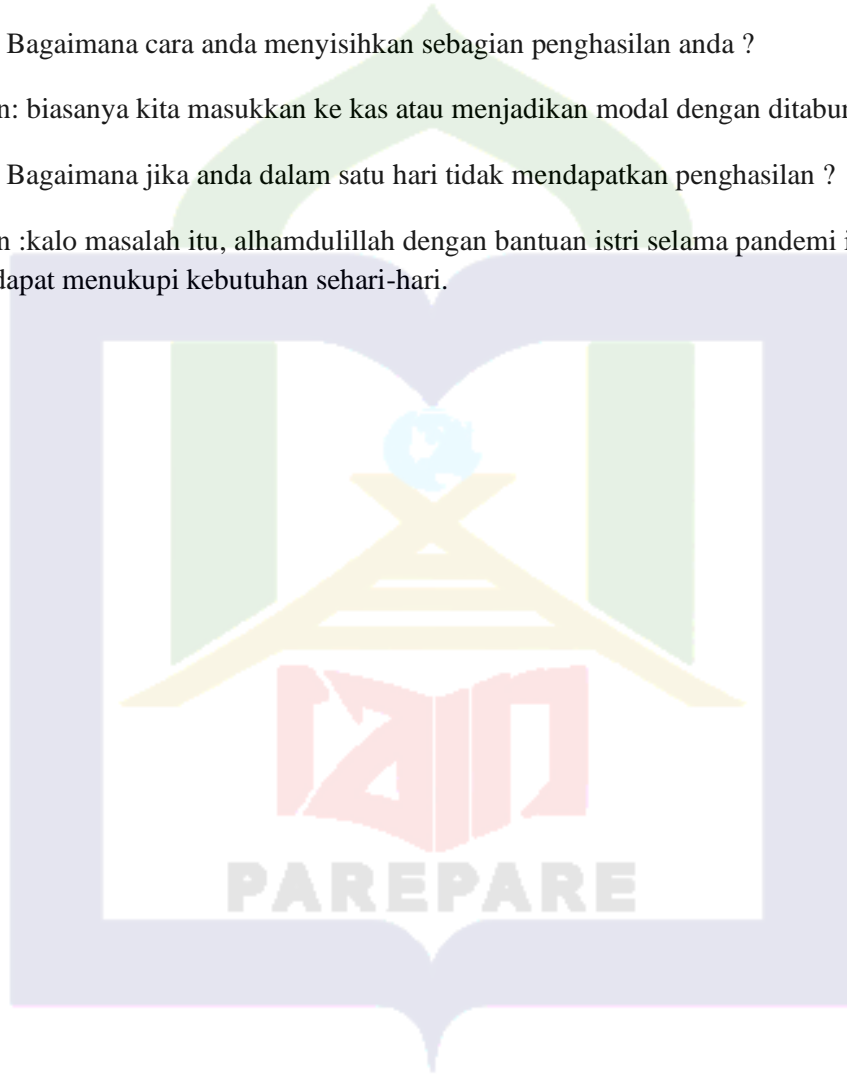 Bagaimana cara anda menyisihkan sebagian penghasilan anda ?
n: biasanya kita masukkan ke kas atau menjadikan modal dengan ditabun
Bagaimana jika anda dalam satu hari tidak mendapatkan penghasilan ?
n :kalo masalah itu, alhamdulillah dengan bantuan istri selama pandemi i
dapat menukupi kebutuhan sehari-hari.
iain
PAREPARE